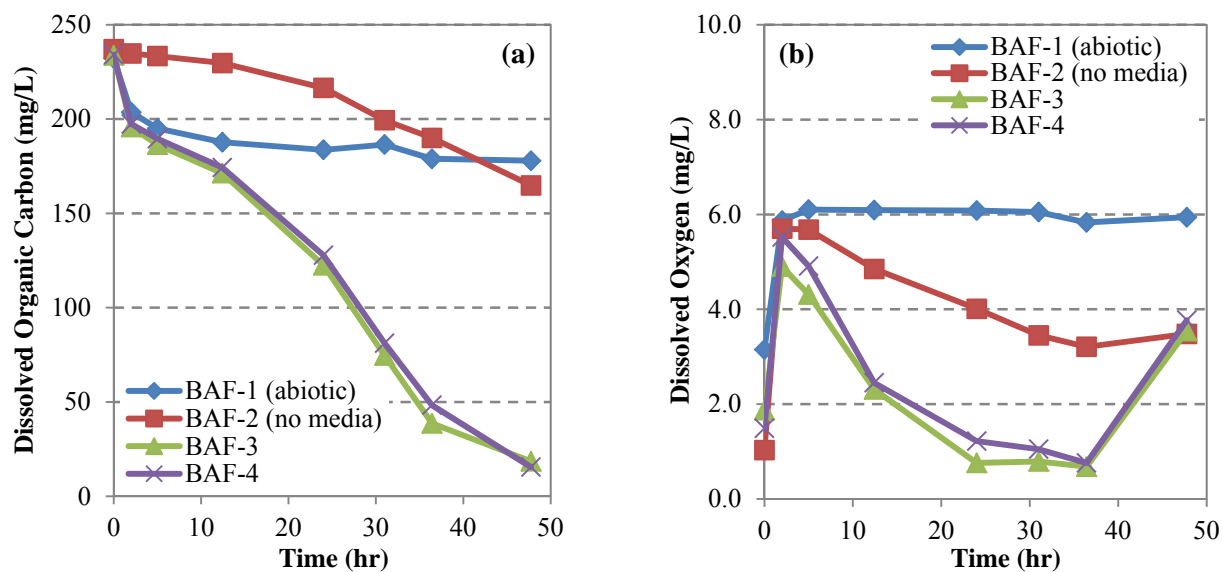 (a)
Dissolved Organic Carbon (mg/L)
250
200
150
100
50
0
BAF-1 (abiotic)
BAF-2 (no media)
BAF-3
BAF-4
0 10 20 30 40 50
Time (hr)
(b)
Dissolved Oxygen (mg/L)
10.0
8.0
6.0
4.0
2.0
0.0
BAF-1 (abiotic)
BAF-2 (no media)
BAF-3
BAF-4
0 10 20 30 40 50
Time (hr)